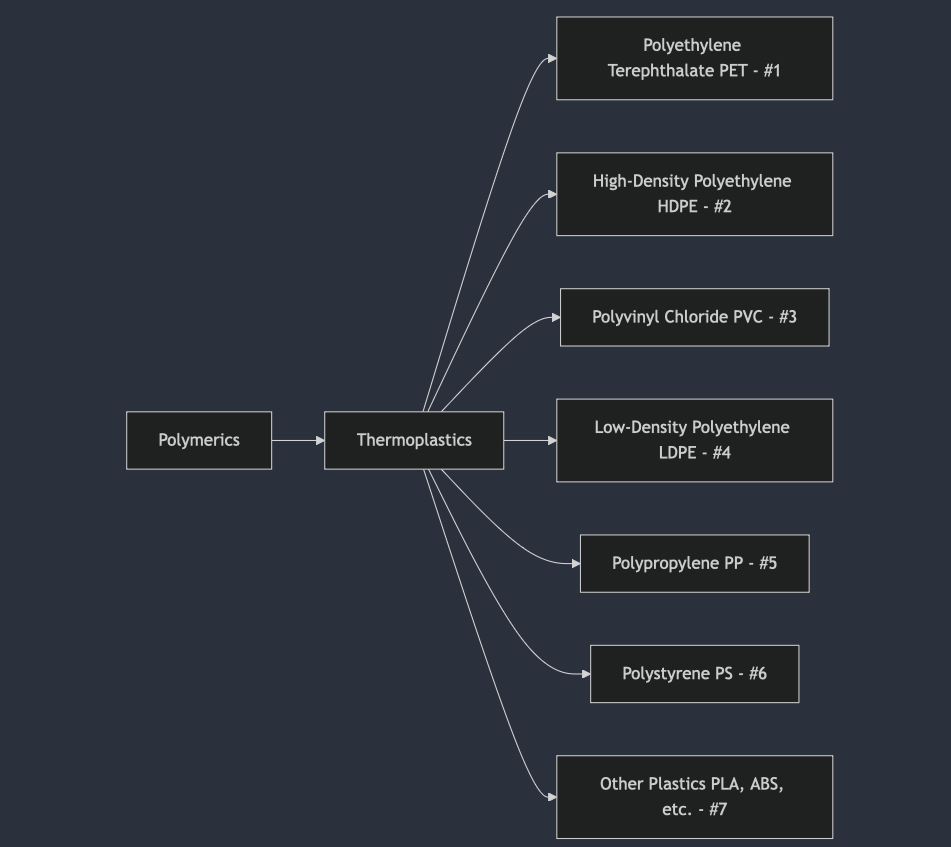 Polymerics
Thermoplastics
Polyethylene
Terephthalate PET - #1
High-Density Polyethylene
HDPE - #2
Polyvinyl Chloride PVC - #3
Low-Density Polyethylene
LDPE - #4
Polypropylene PP - #5
Polystyrene PS - #6
Other Plastics PLA, ABS,
etc. - #7